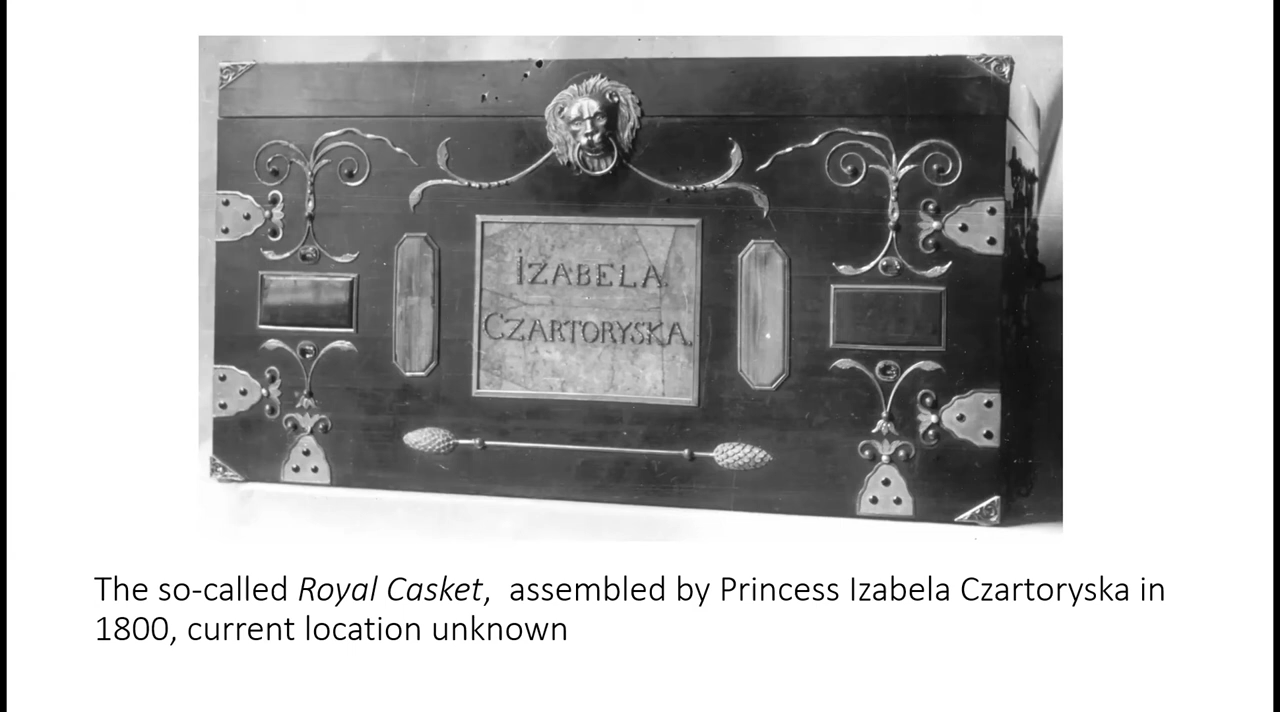 IZABELA
CZARTORYSKA.
The so-called Royal Casket, assembled by Princess Izabela Czartoryska in
1800, current location unknown